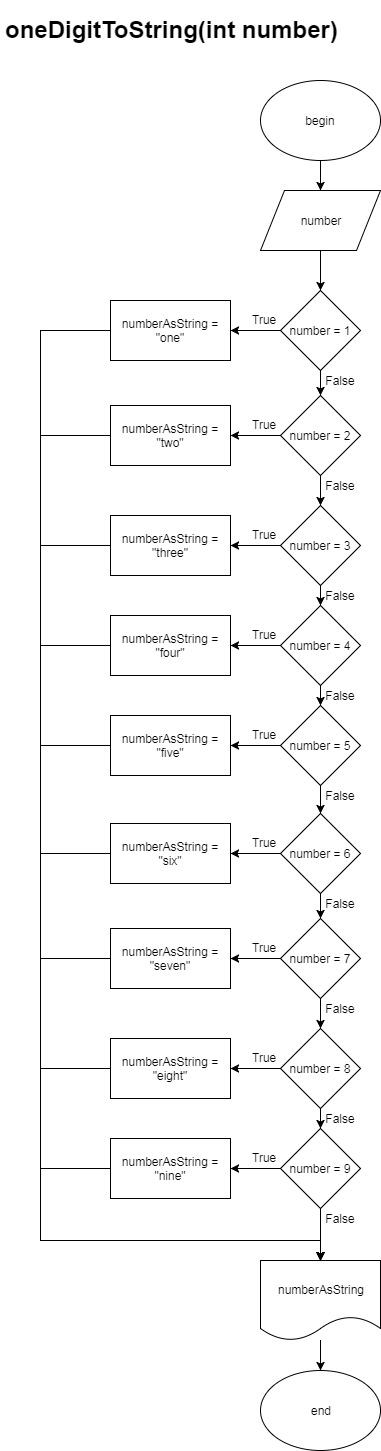 oneDigitToString(int number)
begin
number
number = 1
True
numberAsString =
"one"
False
number = 2
True
numberAsString =
"two"
False
number = 3
True
numberAsString =
"three"
False
number = 4
True
numberAsString =
"four"
False
number = 5
True
numberAsString =
"five"
False
number = 6
True
numberAsString =
"six"
False
number = 7
True
numberAsString =
"seven"
False
number = 8
True
numberAsString =
"eight"
False
number = 9
True
numberAsString =
"nine"
False
numberAsString
end